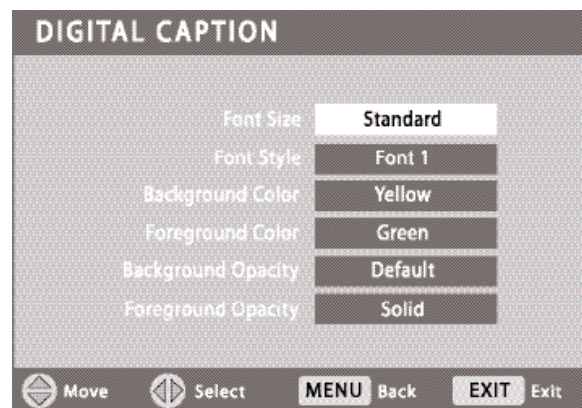 DIGITAL CAPTION
Font Size Standard
Font Style Font 1
Background Color Yellow
Foreground Color Green
Background Opacity Default
Foreground Opacity Solid
Move Select MENU Back EXIT Exit